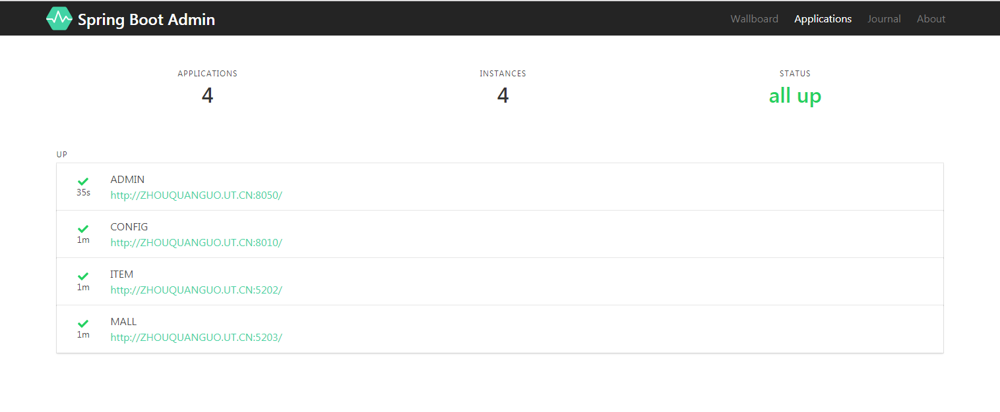 Spring Boot Admin
Wallboard Applications Journal About
APPLICATIONS INSTANCES STATUS
4 4 all up
UP
ADMIN
35s
http://ZHOUQUANGUO.UT.CN:8050/
CONFIG
1m
http://ZHOUQUANGUO.UT.CN:8010/
ITEM
1m
http://ZHOUQUANGUO.UT.CN:5202/
MALL
1m
http://ZHOUQUANGUO.UT.CN:5203/